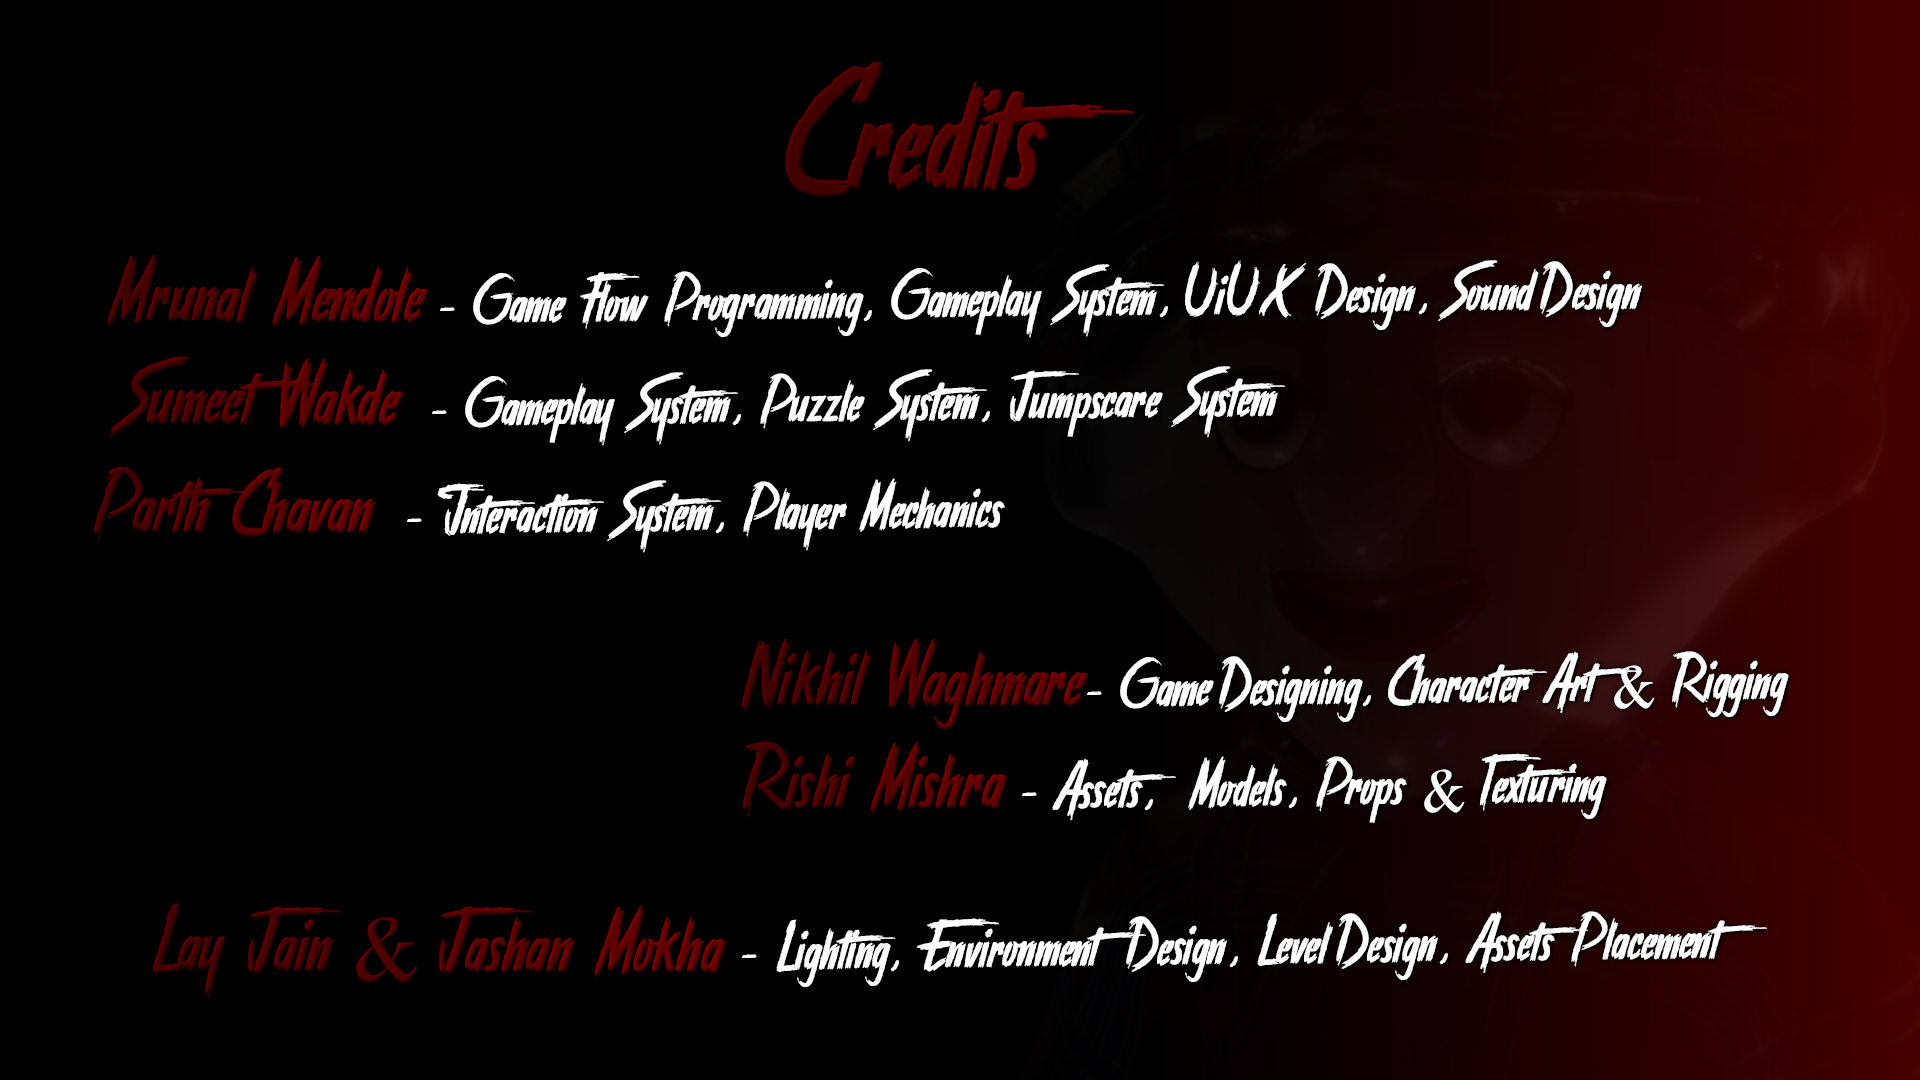 Credits
Mrunal Mendole - Game Flow Programming, Gameplay System, UiUX Design, Sound Design
Sumeet Wakde - Gameplay System, Puzzle System, Jumpscare System
Parth Chavan - Interaction System, Player Mechanics
Nikhil Waghmare - Game Designing, Character Art & Rigging
Rishi Mishra - Assets, Models, Props & Texturing
Lay Jain & Jashan Mokha - Lighting, Environment Design, Level Design, Assets Placement